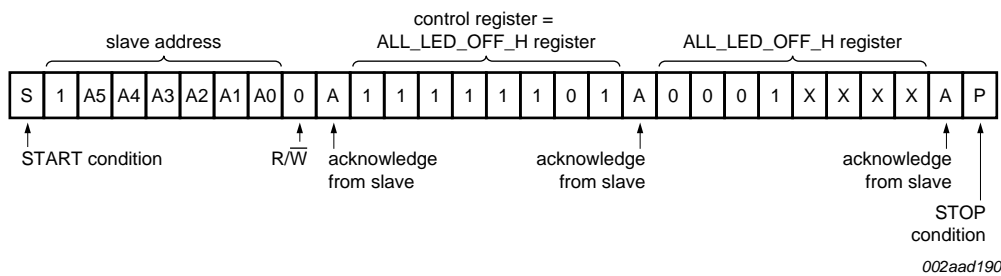 control register =
slave address
ALL_LED_OFF_H register
ALL_LED_OFF_H register
S 1 A5 A4 A3 A2 A1 A0 0 A 1 1 1 1 1 1 0 1 A 0 0 0 1 X X X X A P
START condition
R/W̅
acknowledge
from slave
acknowledge
from slave
acknowledge
from slave
STOP
condition
002aad190